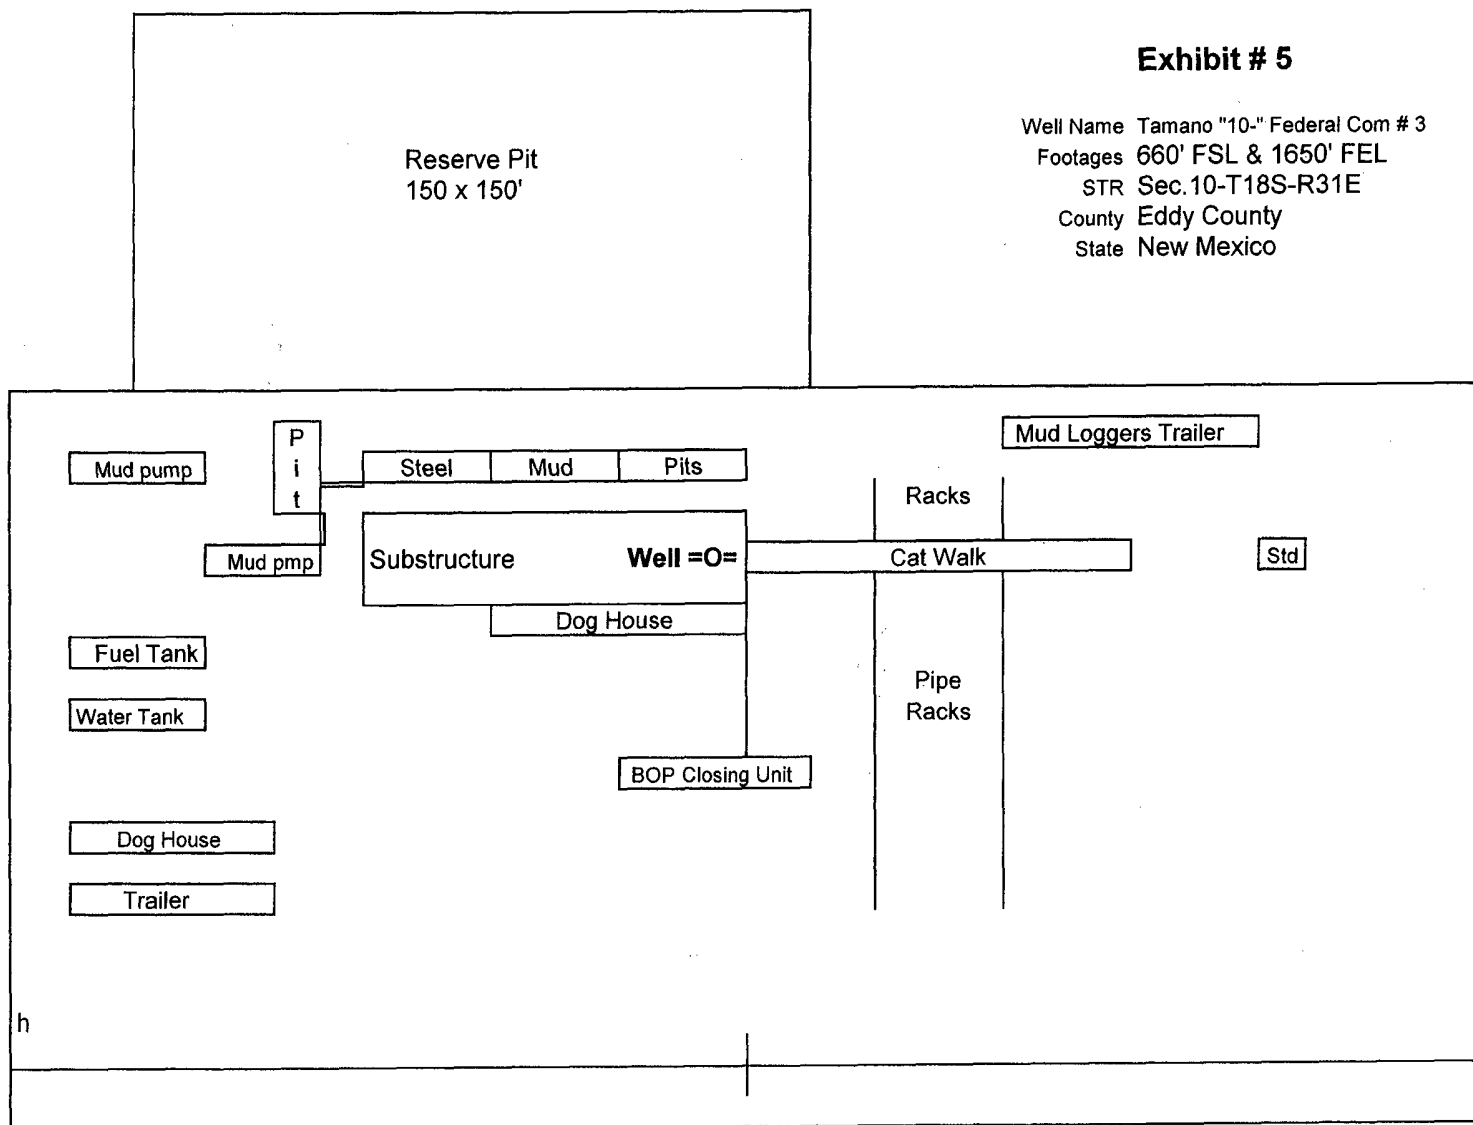 Exhibit # 5
Well Name Tamano "10-" Federal Com # 3
Footages 660' FSL & 1650' FEL
STR Sec.10-T18S-R31E
County Eddy County
State New Mexico
Reserve Pit
150 x 150'
Mud Loggers Trailer
Mud pump
P
i
t
Steel Mud Pits
Racks
Mud pmp
Substructure Well =O=
Cat Walk
Std
Dog House
Fuel Tank
Pipe
Racks
Water Tank
BOP Closing Unit
Dog House
Trailer
h